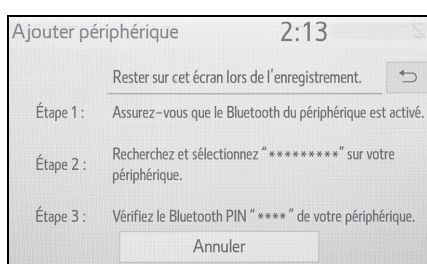 Ajouter périphérique 2:13
Rester sur cet écran lors de l'enregistrement.
Étape 1 : Assurez-vous que le Bluetooth du périphérique est activé.
Étape 2 : Recherchez et sélectionnez “*********” sur votre
périphérique.
Étape 3 : Vérifiez le Bluetooth PIN “****” de votre périphérique.
Annuler